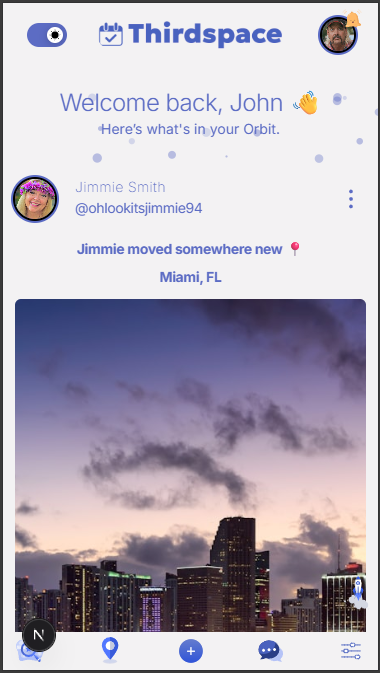 Thirdspace
Welcome back, John 👋
Here’s what's in your Orbit.
Jimmie Smith
@ohlookitsjimmie94
Jimmie moved somewhere new 📍
Miami, FL
N